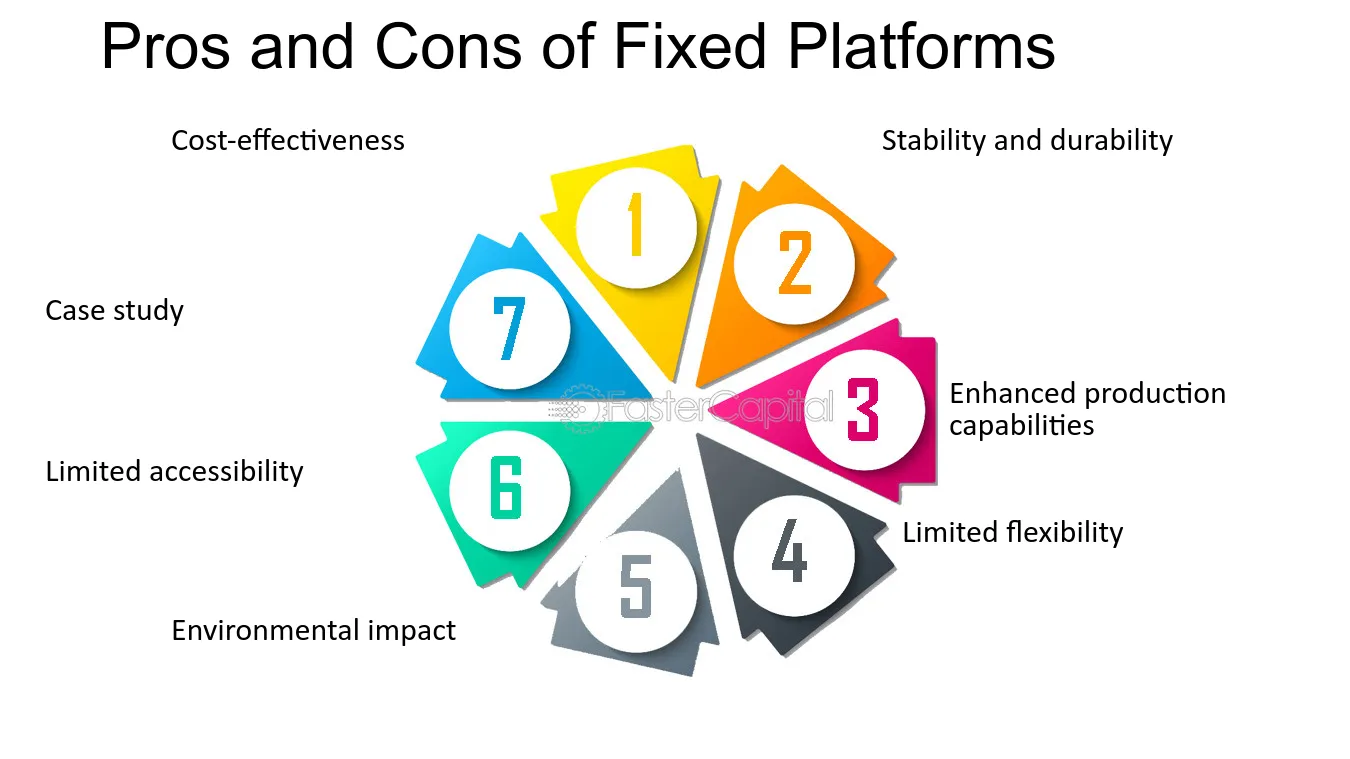 Pros and Cons of Fixed Platforms
Cost-effectiveness
1
Stability and durability
2
Enhanced production
capabilities
3
Limited flexibility
4
Environmental impact
5
Limited accessibility
6
Case study
7
FasterCapital